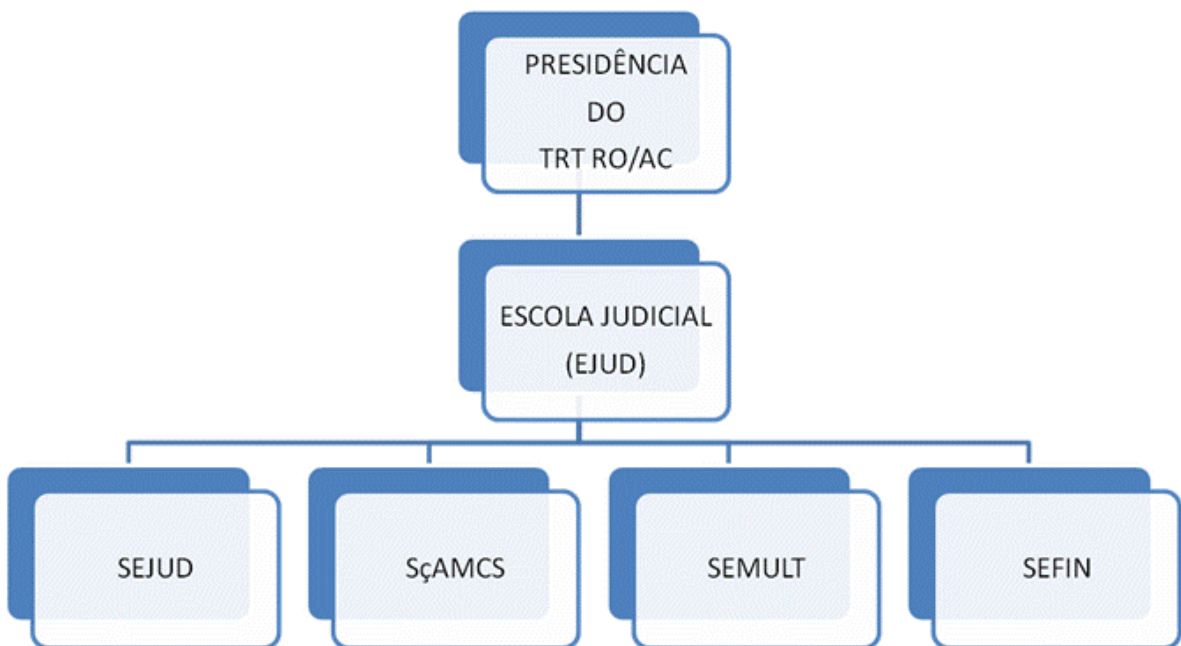 PRESIDÊNCIA
DO
TRT RO/AC
ESCOLA JUDICIAL
(EJUD)
SEJUD
SçAMCS
SEMULT
SEFIN